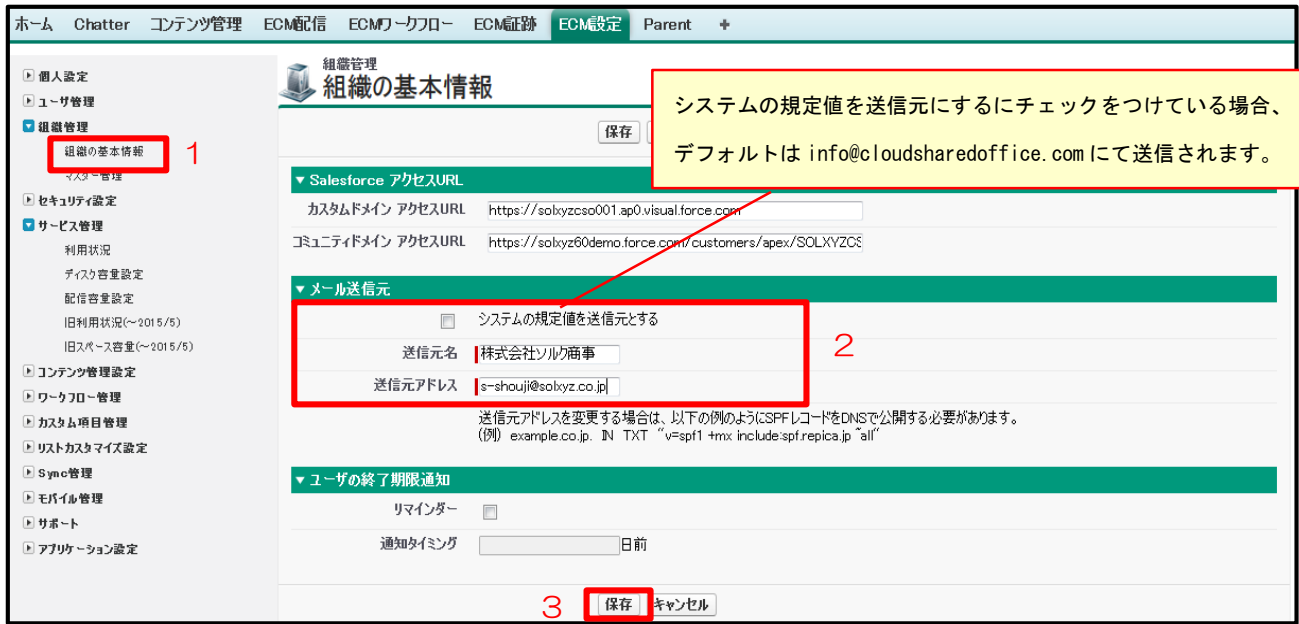 ホーム Chatter コンテンツ管理 ECM配信 ECMワークフロー ECM証跡 ECM設定 Parent +
個人設定
ユーザ管理
組織管理
組織の基本情報 1
マスター管理
セキュリティ設定
サービス管理
利用状況
ディスク容量設定
配信容量設定
旧利用状況(～2015/5)
旧スペース容量(～2015/5)
コンテンツ管理設定
ワークフロー管理
カスタム項目管理
リストカスタマイズ設定
Sync管理
モバイル管理
サポート
アプリケーション設定
組織管理
組織の基本情報
システムの規定値を送信元にするにチェックをつけている場合、
デフォルトは info@cloudsharedoffice.com にて送信されます。
保存
Salesforce アクセスURL
カスタムドメイン アクセスURL https://solxyzcso001.ap0.visual.force.com
コミュニティドメイン アクセスURL https://solxyz60demo.force.com/customers/apex/SOLXYZCS
メール送信元
システムの規定値を送信元とする
2
送信元名 株式会社ソルク商事
送信元アドレス s-shouji@solxyz.co.jp
送信元アドレスを変更する場合は、以下の例のようにSPFレコードをDNSで公開する必要があります。
(例) example.co.jp. IN TXT "v=spf1 +mx include:spf.repica.jp ~all"
ユーザの終了期限通知
リマインダー
通知タイミング 日前
3 保存 キャンセル